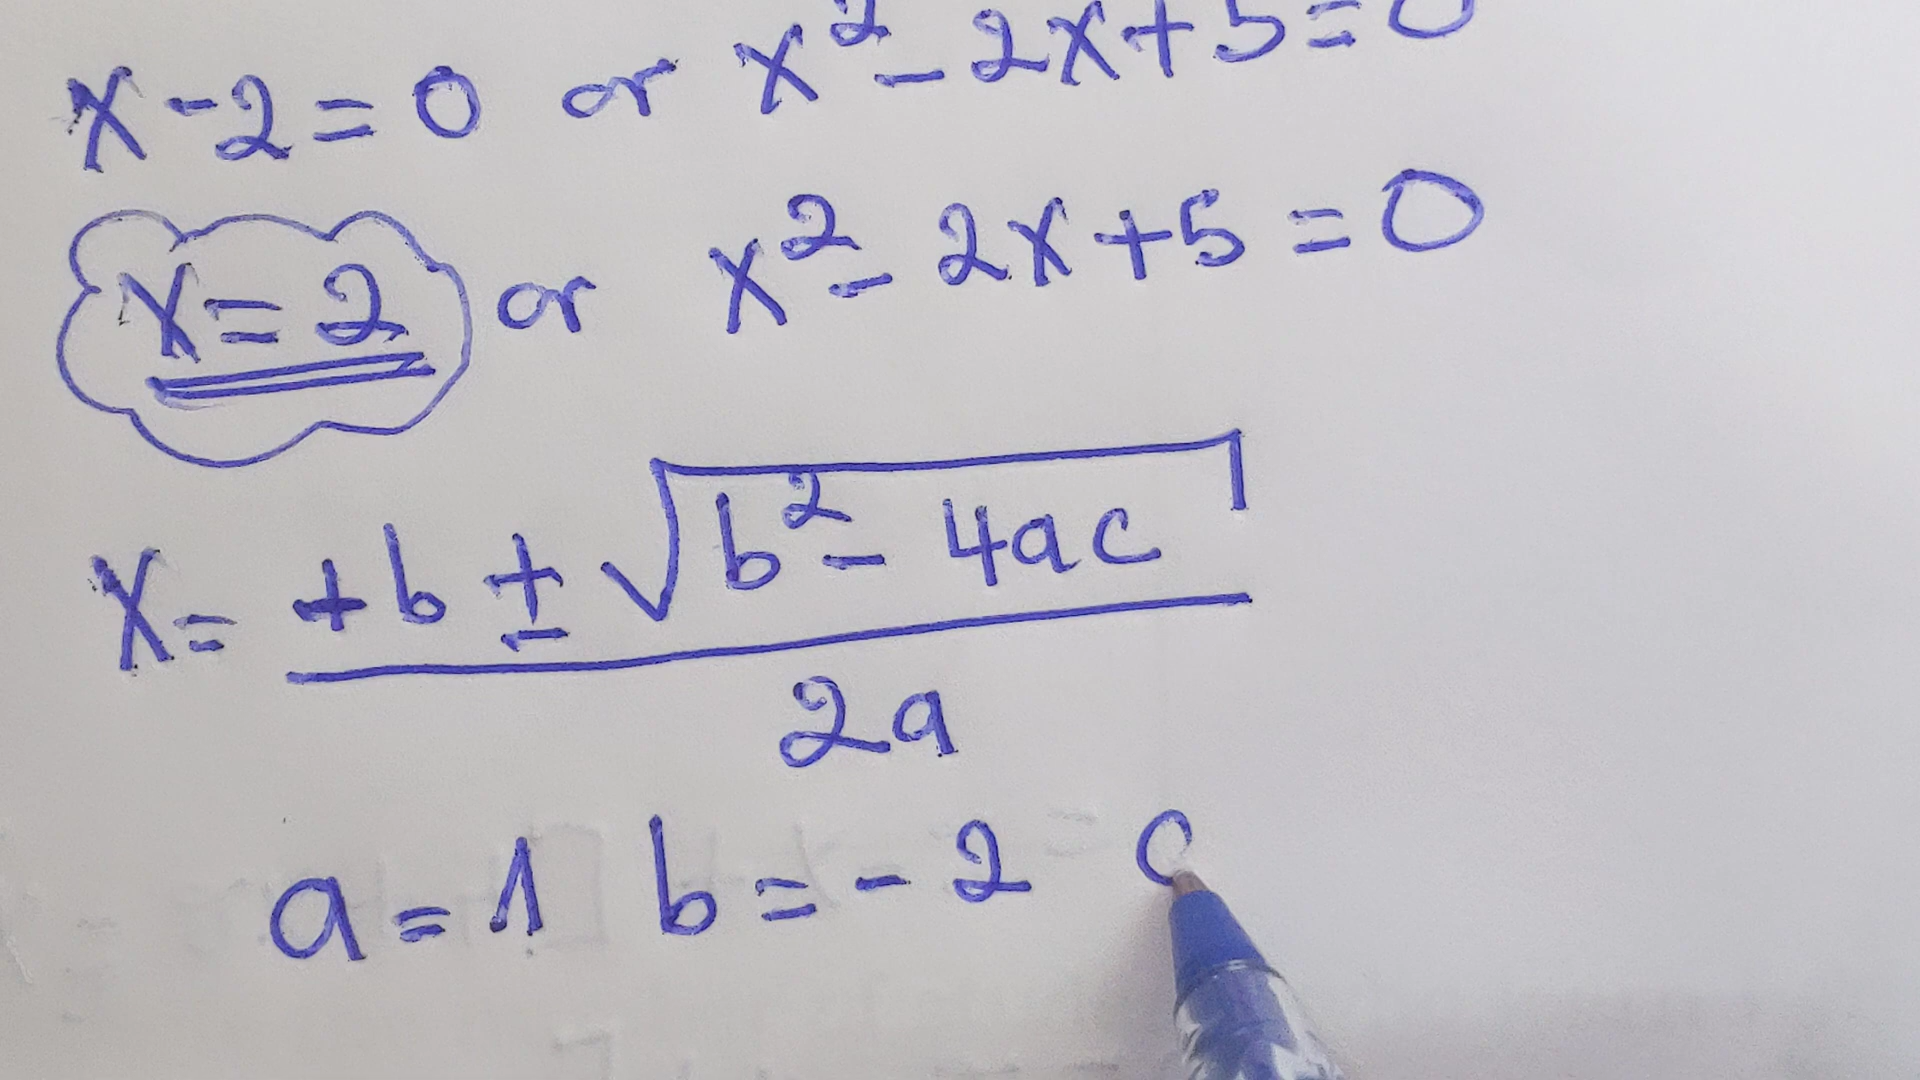 x-2=0 or x²-2x+5=0
x=2 or x²-2x+5=0
x= +b±√b²-4ac
2a
a=1 b=-2 c